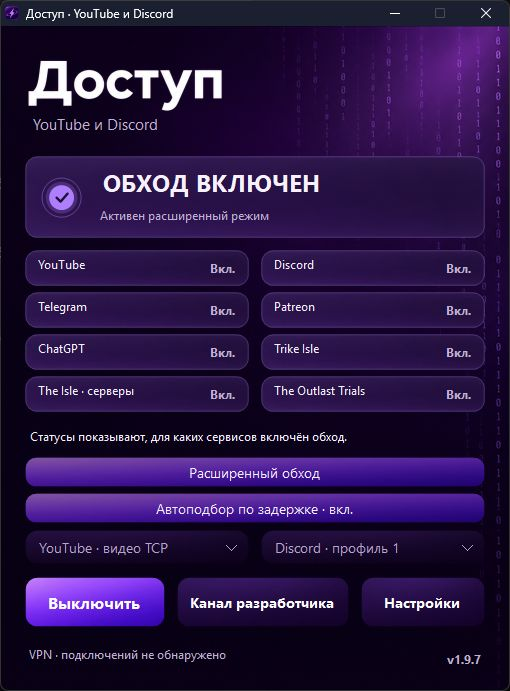 Доступ · YouTube и Discord
Доступ
YouTube и Discord
ОБХОД ВКЛЮЧЕН
Активен расширенный режим
YouTube Вкл.
Discord Вкл.
Telegram Вкл.
Patreon Вкл.
ChatGPT Вкл.
Trike Isle Вкл.
The Isle · серверы Вкл.
The Outlast Trials Вкл.
Статусы показывают, для каких сервисов включён обход.
Расширенный обход
Автоподбор по задержке · вкл.
YouTube · видео TCP
Discord · профиль 1
Выключить
Канал разработчика
Настройки
VPN · подключений не обнаружено
v1.9.7